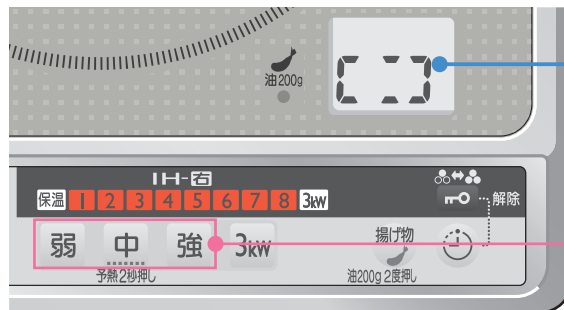 油200g
IH-右
保温 1 2 3 4 5 6 7 8 3kW
解除
弱 中 強 3kW
揚げ物
予熱2秒押し
油200g 2度押し